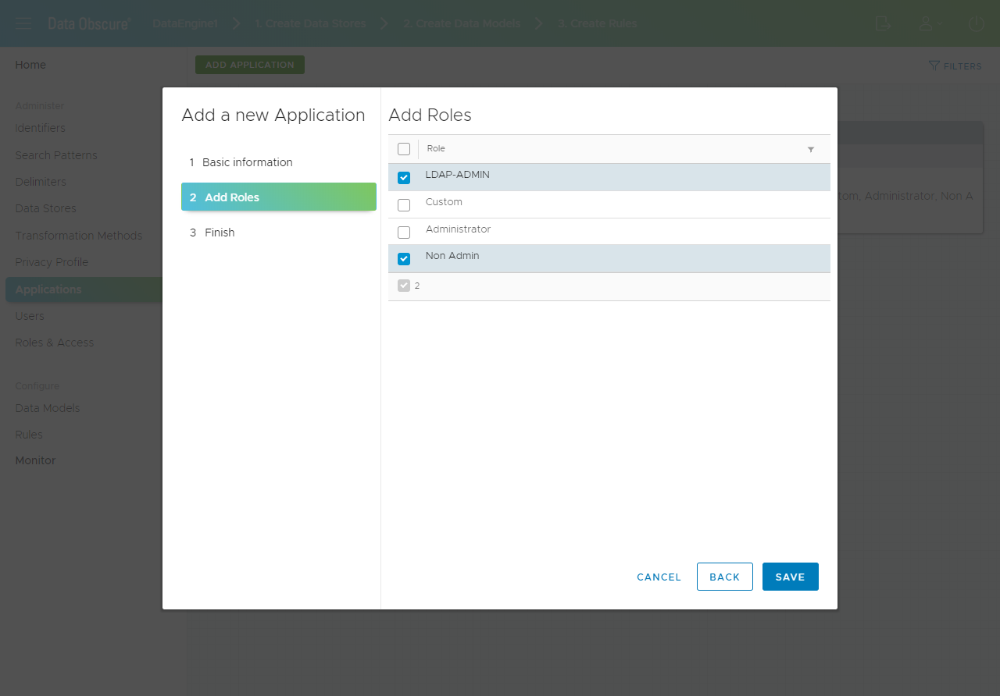 Data Obscure®
DataEngine1 1. Create Data Stores 2. Create Data Models 3. Create Rules
Home
ADD APPLICATION
FILTERS
Administer
Identifiers
Search Patterns
Delimiters
Data Stores
Transformation Methods
Privacy Profile
Applications
Users
Roles & Access
Configure
Data Models
Rules
Monitor
tom, Administrator, Non A
Add a new Application
1 Basic information
2 Add Roles
3 Finish
Add Roles
Role
LDAP-ADMIN
Custom
Administrator
Non Admin
2
CANCEL BACK SAVE